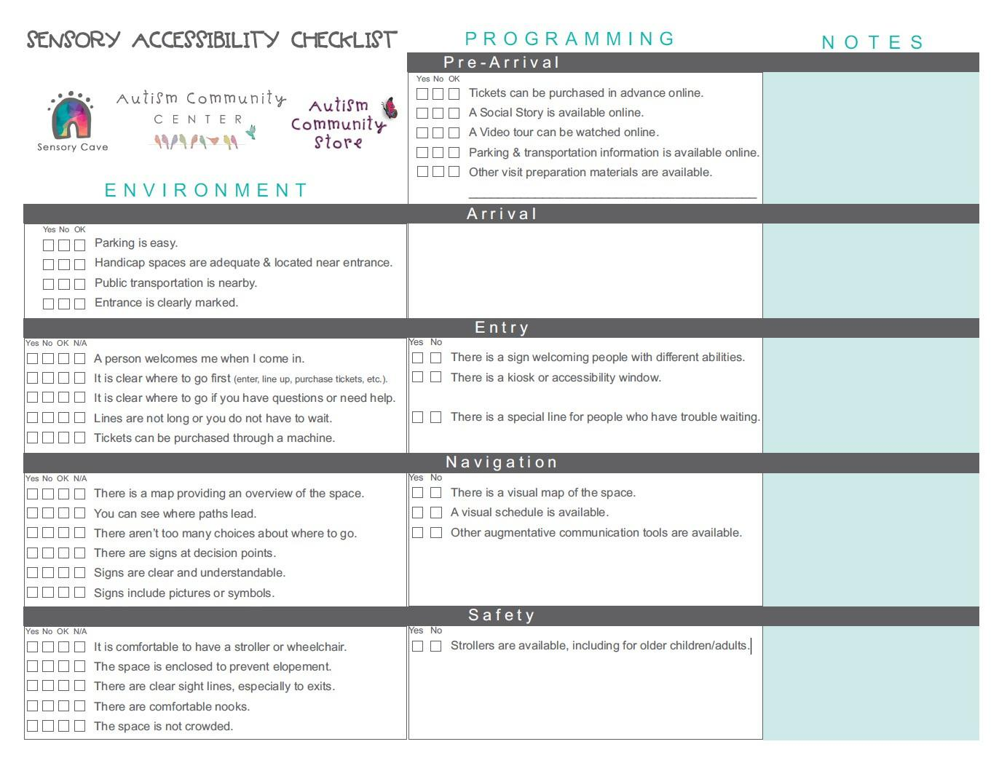 SENSORY ACCESSIBILITY CHECKLIST
PROGRAMMING
NOTES
Sensory Cave
Autism Community
CENTER
Autism
Community
Store
Pre-Arrival
Yes No OK
Tickets can be purchased in advance online.
A Social Story is available online.
A Video tour can be watched online.
Parking & transportation information is available online.
Other visit preparation materials are available.
ENVIRONMENT
Arrival
Yes No OK
Parking is easy.
Handicap spaces are adequate & located near entrance.
Public transportation is nearby.
Entrance is clearly marked.
Entry
Yes No OK N/A
A person welcomes me when I come in.
It is clear where to go first (enter, line up, purchase tickets, etc.).
It is clear where to go if you have questions or need help.
Lines are not long or you do not have to wait.
Tickets can be purchased through a machine.
Yes No
There is a sign welcoming people with different abilities.
There is a kiosk or accessibility window.
There is a special line for people who have trouble waiting.
Navigation
Yes No OK N/A
There is a map providing an overview of the space.
You can see where paths lead.
There aren't too many choices about where to go.
There are signs at decision points.
Signs are clear and understandable.
Signs include pictures or symbols.
Yes No
There is a visual map of the space.
A visual schedule is available.
Other augmentative communication tools are available.
Safety
Yes No OK N/A
It is comfortable to have a stroller or wheelchair.
The space is enclosed to prevent elopement.
There are clear sight lines, especially to exits.
There are comfortable nooks.
The space is not crowded.
Yes No
Strollers are available, including for older children/adults.